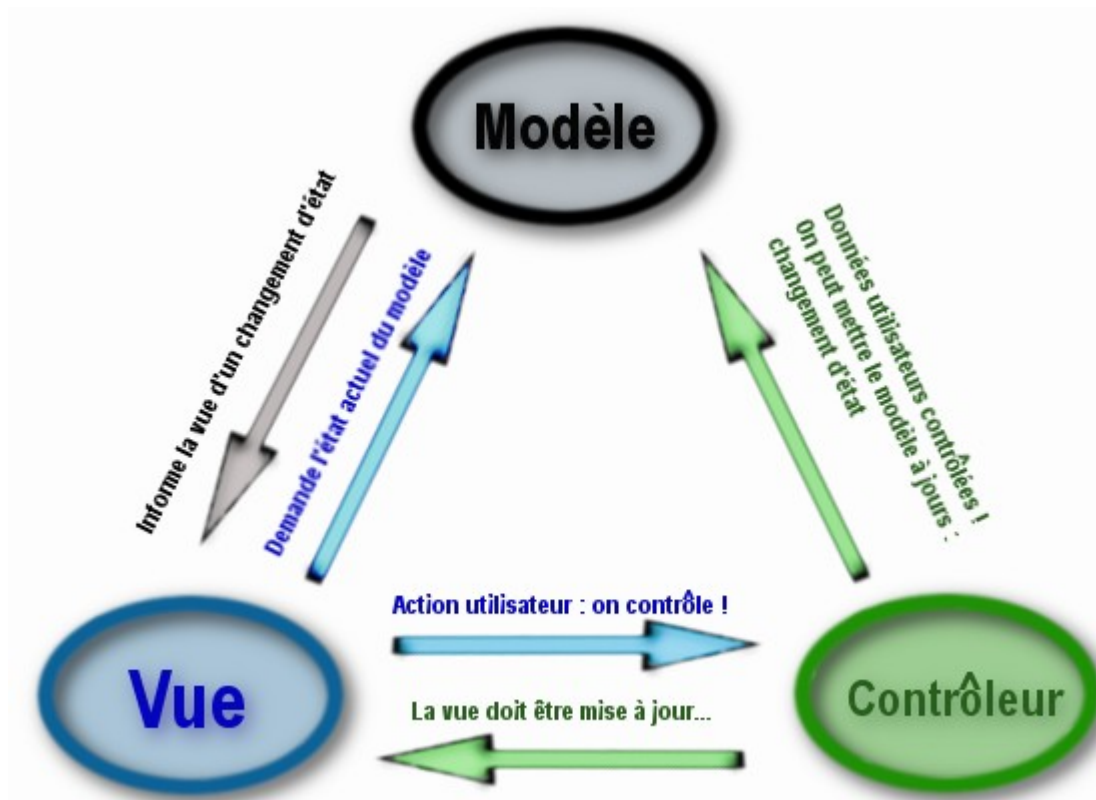 Modèle
Informe la vue d'un changement d'état
Demande l'état actuel du modèle
Données utilisateurs contrôlées !
On peut mettre le modèle à jours :
changement d'état
Action utilisateur : on contrôle !
Vue
Contrôleur
La vue doit être mise à jour...